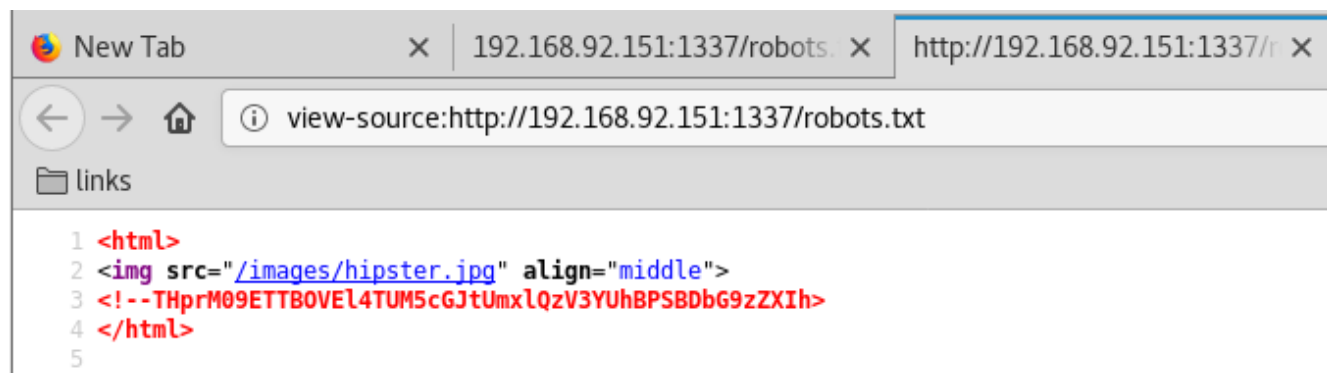 New Tab 192.168.92.151:1337/robots. http://192.168.92.151:1337/r
view-source:http://192.168.92.151:1337/robots.txt
links
1 <html>
2 <img src="/images/hipster.jpg" align="middle">
3 <!--THprM09ETTBOVEl4TUM5cGJtUmxlQzV3YUhBPSBDbG9zZXIh>
4 </html>
5